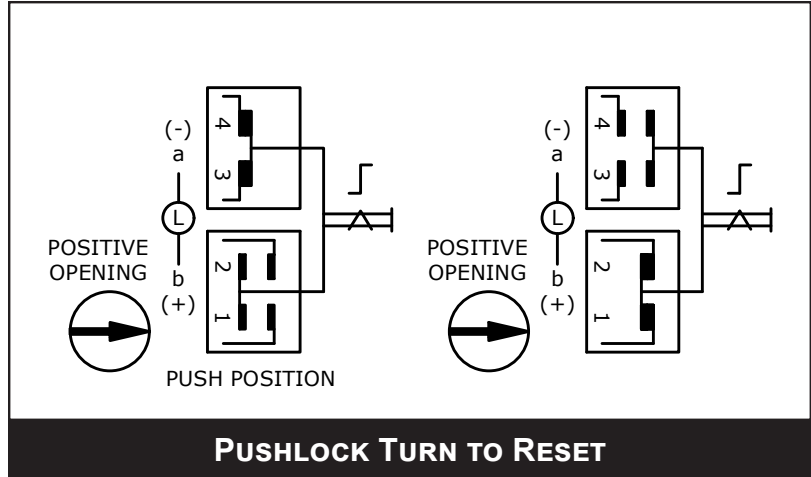 (-)
a
4
3
L
POSITIVE
OPENING
b
(+)
2
1
PUSH POSITION
(-)
a
4
3
L
POSITIVE
OPENING
b
(+)
2
1
PUSHLOCK TURN TO RESET